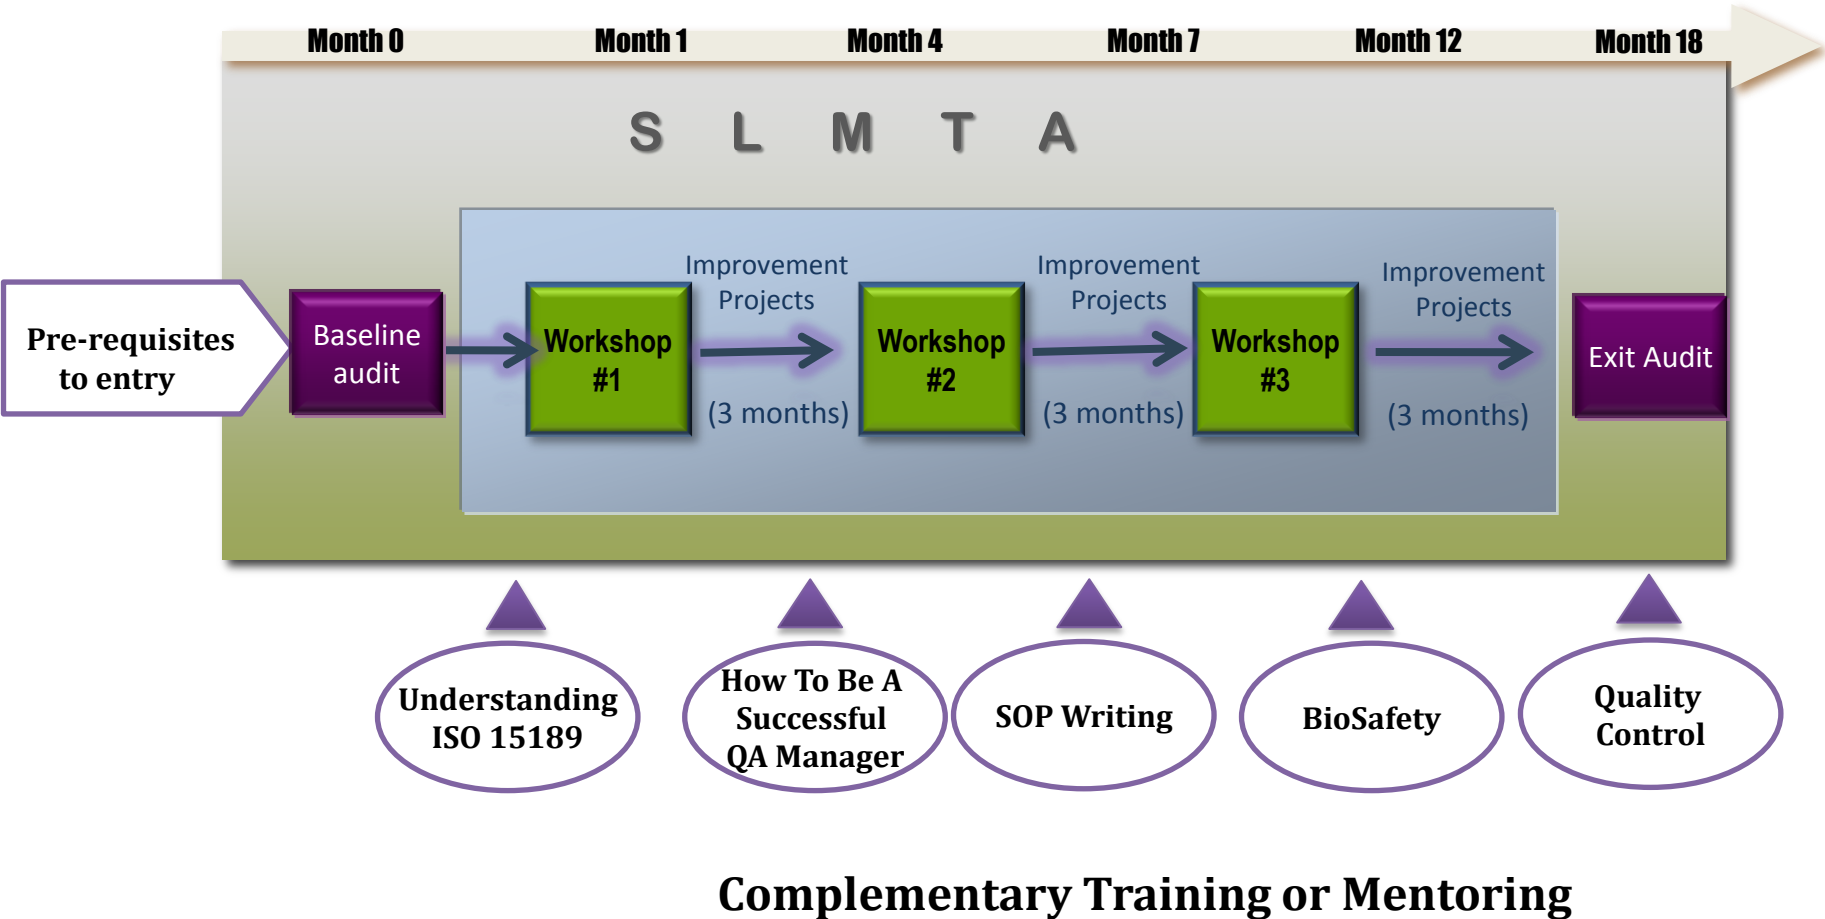 Month 0 Month 1 Month 4 Month 7 Month 12 Month 18
S L M T A
Pre-requisites
to entry
Baseline
audit
Workshop
#1
Improvement
Projects
(3 months)
Workshop
#2
Improvement
Projects
(3 months)
Workshop
#3
Improvement
Projects
(3 months)
Exit Audit
Understanding
ISO 15189
How To Be A
Successful
QA Manager
SOP Writing
BioSafety
Quality
Control
Complementary Training or Mentoring